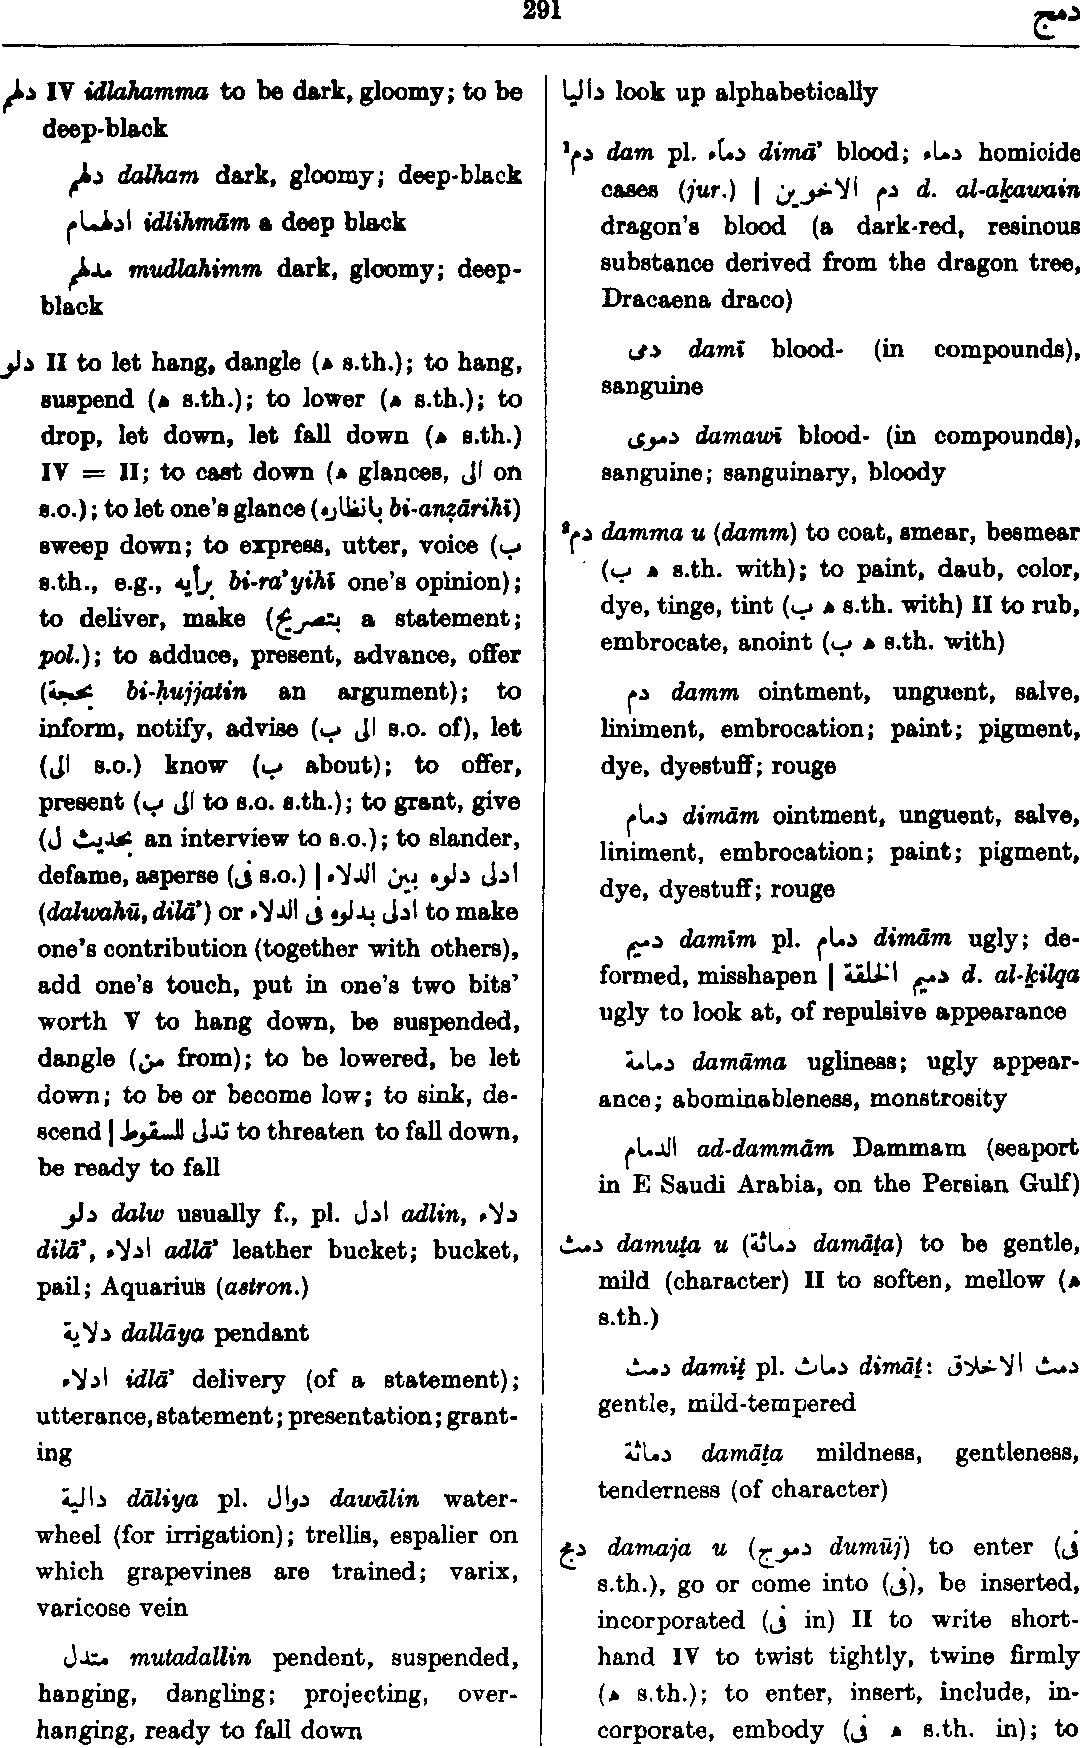 291
دمج
دلهم IV idlahamma to be dark, gloomy; to be
deep-black
دلهم dalham dark, gloomy; deep-black
ادلهمام idlihmām a deep black
مدلهم mudlahimm dark, gloomy; deep-
black
دلو II to let hang, dangle (ه s.th.); to hang,
suspend (ه s.th.); to lower (ه s.th.); to
drop, let down, let fall down (ه s.th.)
IV = II; to cast down (ه glances, الى on
s.o.); to let one's glance (بانظاره bi-anẓārihī)
sweep down; to express, utter, voice (ب
s.th., e.g., برأيه bi-ra'yihī one's opinion);
to deliver, make (بتصريح a statement;
pol.); to adduce, present, advance, offer
(بحجة bi-ḥujjatin an argument); to
inform, notify, advise (الى ب s.o. of), let
(الى s.o.) know (ب about); to offer,
present (الى ب to s.o. s.th.); to grant, give
(بحديث ل an interview to s.o.); to slander,
defame, asperse (فى s.o.) | ادلى دلوه بين الدلاء
(dalwahū, dilā') or ادلى بدلوه فى الدلاء to make
one's contribution (together with others),
add one's touch, put in one's two bits'
worth V to hang down, be suspended,
dangle (من from); to be lowered, be let
down; to be or become low; to sink, de-
scend | تدلى للسقوط to threaten to fall down,
be ready to fall
دلو dalw usually f., pl. ادل adlin, دلاء
dilā', ادلاء adlā' leather bucket; bucket,
pail; Aquarius (astron.)
دلاية dallāya pendant
ادلاء idlā' delivery (of a statement);
utterance, statement; presentation; grant-
ing
دالية dāliya pl. دوال dawālin water-
wheel (for irrigation); trellis, espalier on
which grapevines are trained; varix,
varicose vein
متدل mutadallin pendent, suspended,
hanging, dangling; projecting, over-
hanging, ready to fall down
داليا look up alphabetically
¹دم dam pl. دماء dimā' blood; دماء homicide
cases (jur.) | دم الاخوين d. al-aḵawain
dragon's blood (a dark-red, resinous
substance derived from the dragon tree,
Dracaena draco)
دمى damī blood- (in compounds),
sanguine
دموى damawī blood- (in compounds),
sanguine; sanguinary, bloody
²دم damma u (damm) to coat, smear, besmear
(ه ب s.th. with); to paint, daub, color,
dye, tinge, tint (ه ب s.th. with) II to rub,
embrocate, anoint (ه ب s.th. with)
دم damm ointment, unguent, salve,
liniment, embrocation; paint; pigment,
dye, dyestuff; rouge
دمام dimām ointment, unguent, salve,
liniment, embrocation; paint; pigment,
dye, dyestuff; rouge
دميم damīm pl. دمام dimām ugly; de-
formed, misshapen | دميم الخلقة d. al-ḵilqa
ugly to look at, of repulsive appearance
دمامة damāma ugliness; ugly appear-
ance; abominableness, monstrosity
الدمام ad-dammām Dammam (seaport
in E Saudi Arabia, on the Persian Gulf)
دمث damuṯa u (دماثة damāṯa) to be gentle,
mild (character) II to soften, mellow (ه
s.th.)
دمث damiṯ pl. دماث dimāṯ: دمث الاخلاق
gentle, mild-tempered
دماثة damāṯa mildness, gentleness,
tenderness (of character)
دمج damaja u (دموج dumūj) to enter (فى
s.th.), go or come into (فى), be inserted,
incorporated (فى in) II to write short-
hand IV to twist tightly, twine firmly
(ه s.th.); to enter, insert, include, in-
corporate, embody (ه فى s.th. in); to